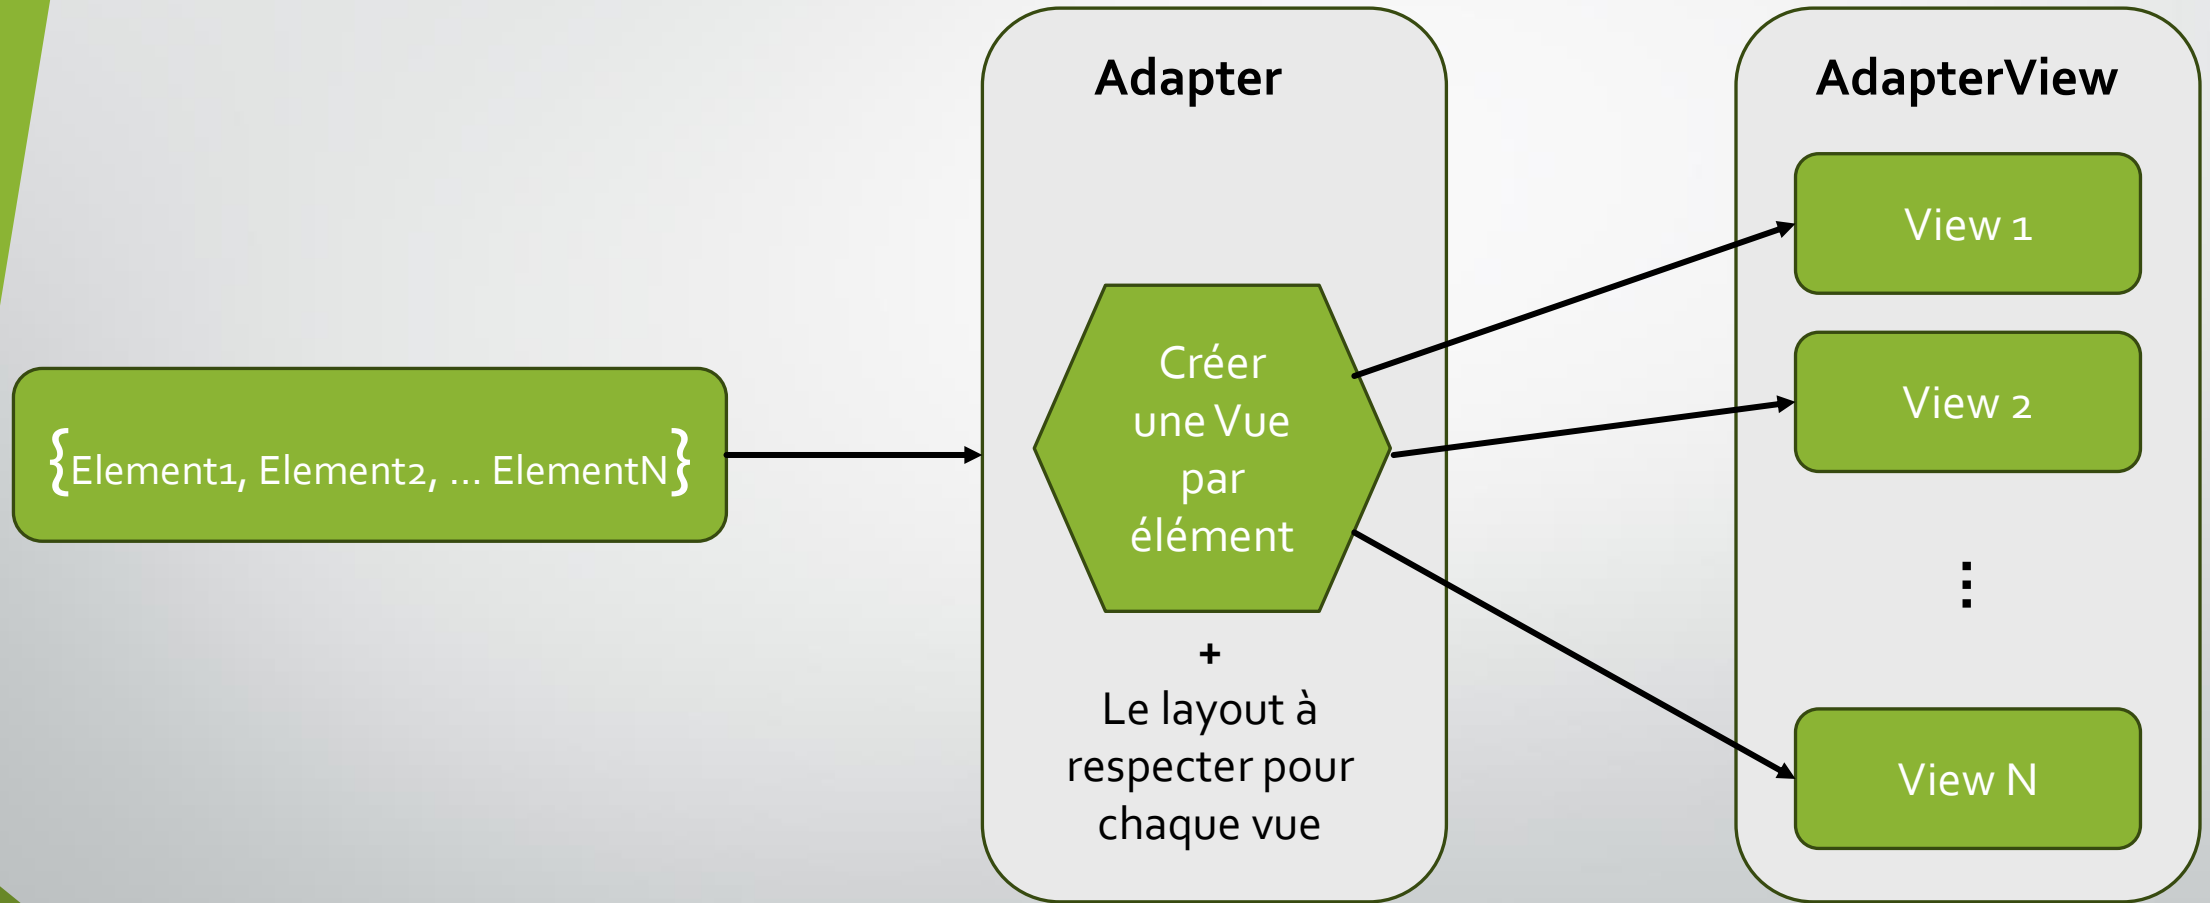 {Element1, Element2, ... ElementN}
Adapter
Créer
une Vue
par
élément
+
Le layout à
respecter pour
chaque vue
AdapterView
View 1
View 2
⋮
View N